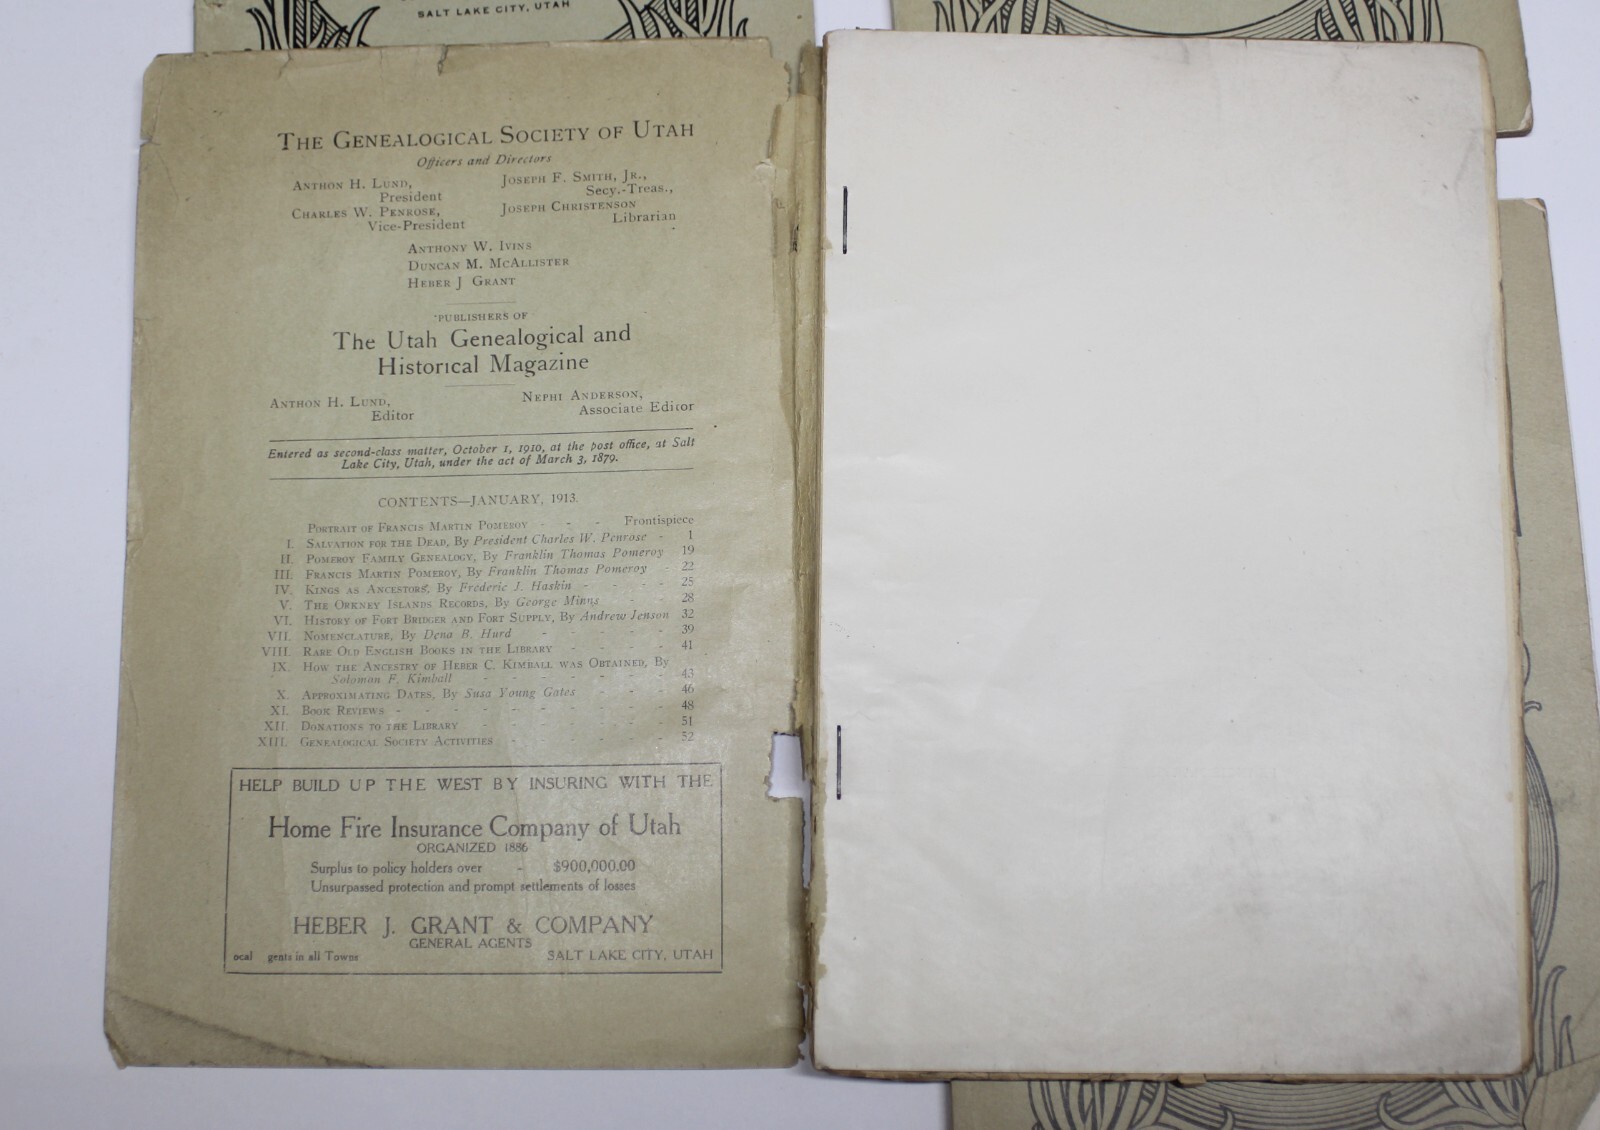 SALT LAKE CITY, UTAH
THE GENEALOGICAL SOCIETY OF UTAH
Officers and Directors
ANTHON H. LUND,
President
JOSEPH F. SMITH, JR.,
Secy.-Treas.,
CHARLES W. PENROSE,
Vice-President
JOSEPH CHRISTENSON
Librarian
ANTHONY W. IVINS
DUNCAN M. MCALLISTER
HEBER J GRANT
PUBLISHERS OF
The Utah Genealogical and
Historical Magazine
ANTHON H. LUND,
Editor
NEPHI ANDERSON,
Associate Editor
Entered as second-class matter, October 1, 1910, at the post office, at Salt
Lake City, Utah, under the act of March 3, 1879.
CONTENTS—JANUARY, 1913.
PORTRAIT OF FRANCIS MARTIN POMEROY - - - Frontispiece
I. SALVATION FOR THE DEAD, By President Charles W. Penrose - 1
II. POMEROY FAMILY GENEALOGY, By Franklin Thomas Pomeroy 19
III. FRANCIS MARTIN POMEROY, By Franklin Thomas Pomeroy - 22
IV. KINGS AS ANCESTORS, By Frederic J. Haskin - - - - 25
V. THE ORKNEY ISLANDS RECORDS, By George Minns - - - 28
VI. HISTORY OF FORT BRIDGER AND FORT SUPPLY, By Andrew Jenson 32
VII. NOMENCLATURE, By Dena B. Hurd - - - - - 39
VIII. RARE OLD ENGLISH BOOKS IN THE LIBRARY - - - - 41
IX. HOW THE ANCESTRY OF HEBER C. KIMBALL WAS OBTAINED, By
Soloman F. Kimball - - - - - - - 43
X. APPROXIMATING DATES, By Susa Young Gates - - - 46
XI. BOOK REVIEWS - - - - - - - - - - 48
XII. DONATIONS TO THE LIBRARY - - - - - - - 51
XIII. GENEALOGICAL SOCIETY ACTIVITIES - - - - - 52
HELP BUILD UP THE WEST BY INSURING WITH THE
Home Fire Insurance Company of Utah
ORGANIZED 1886
Surplus to policy holders over - $900,000.00
Unsurpassed protection and prompt settlements of losses
HEBER J. GRANT & COMPANY
GENERAL AGENTS
ocal gents in all Towns SALT LAKE CITY, UTAH